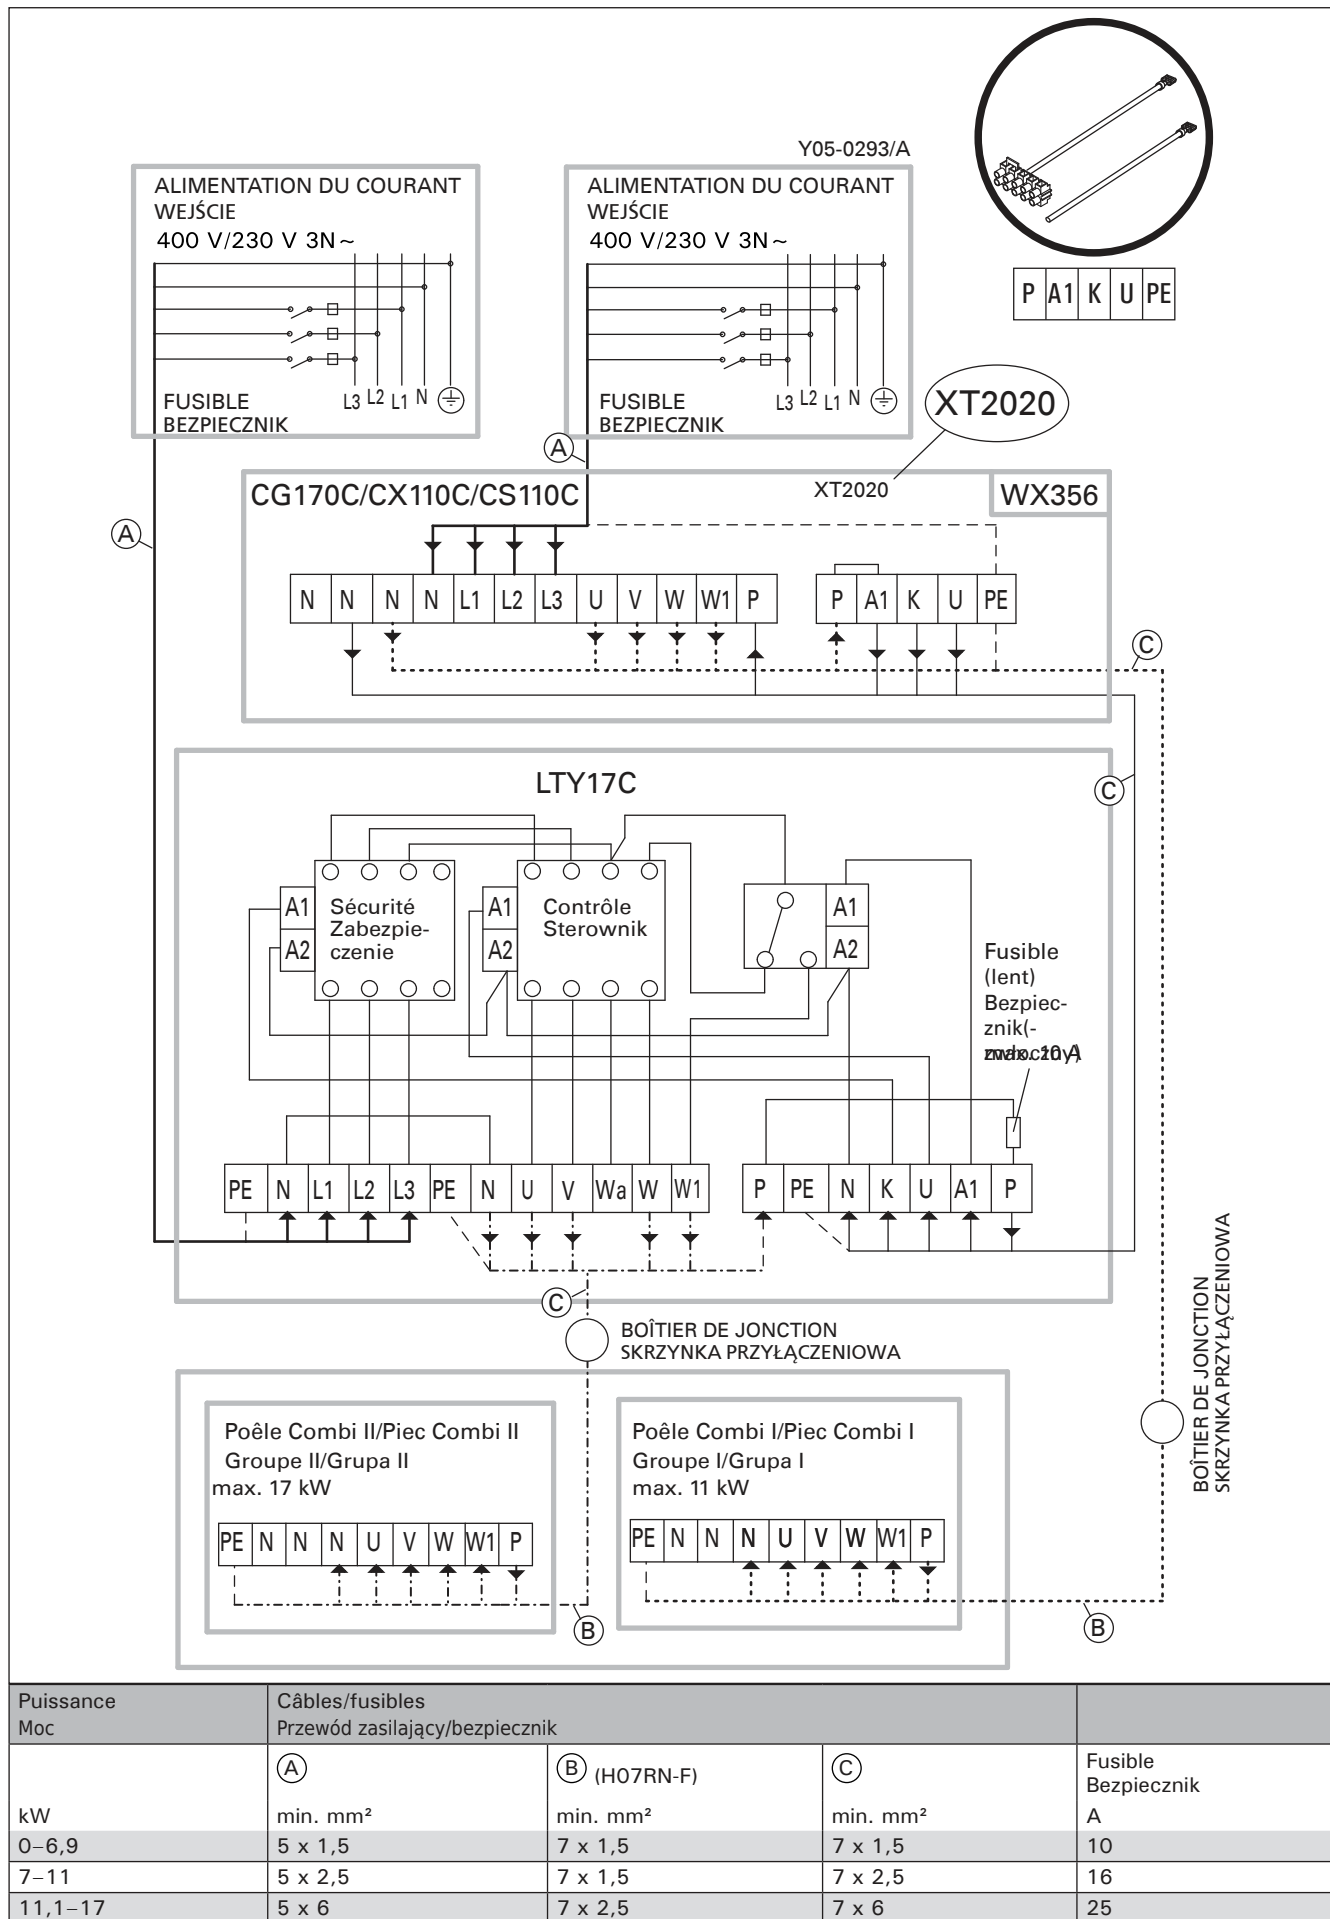 Y05-0293/A
ALIMENTATION DU COURANT
WEJŚCIE
400 V/230 V 3N~
FUSIBLE
BEZPIECZNIK
L3 L2 L1 N
ALIMENTATION DU COURANT
WEJŚCIE
400 V/230 V 3N~
FUSIBLE
BEZPIECZNIK
L3 L2 L1 N
P A1 K U PE
XT2020
A
A
CG170C/CX110C/CS110C
XT2020
WX356
N N N N L1 L2 L3 U V W W1 P
P A1 K U PE
C
LTY17C
C
A1
A2
Sécurité
Zabezpie-
czenie
A1
A2
Contrôle
Sterownik
A1
A2
Fusible
(lent)
Bezpiec-
znik(-
zwłoczny)
max. 10 A
PE N L1 L2 L3 PE N U V Wa W W1
P PE N K U A1 P
C
BOÎTIER DE JONCTION
SKRZYNKA PRZYŁĄCZENIOWA
BOÎTIER DE JONCTION
SKRZYNKA PRZYŁĄCZENIOWA
Poêle Combi II/Piec Combi II
Groupe II/Grupa II
max. 17 kW
PE N N N U V W W1 P
B
Poêle Combi I/Piec Combi I
Groupe I/Grupa I
max. 11 kW
PE N N N U V W W1 P
B
Puissance
Moc
Câbles/fusibles
Przewód zasilający/bezpiecznik
A B (H07RN-F) C Fusible
Bezpiecznik
kW min. mm² min. mm² min. mm² A
0–6,9 5 x 1,5 7 x 1,5 7 x 1,5 10
7–11 5 x 2,5 7 x 1,5 7 x 2,5 16
11,1–17 5 x 6 7 x 2,5 7 x 6 25